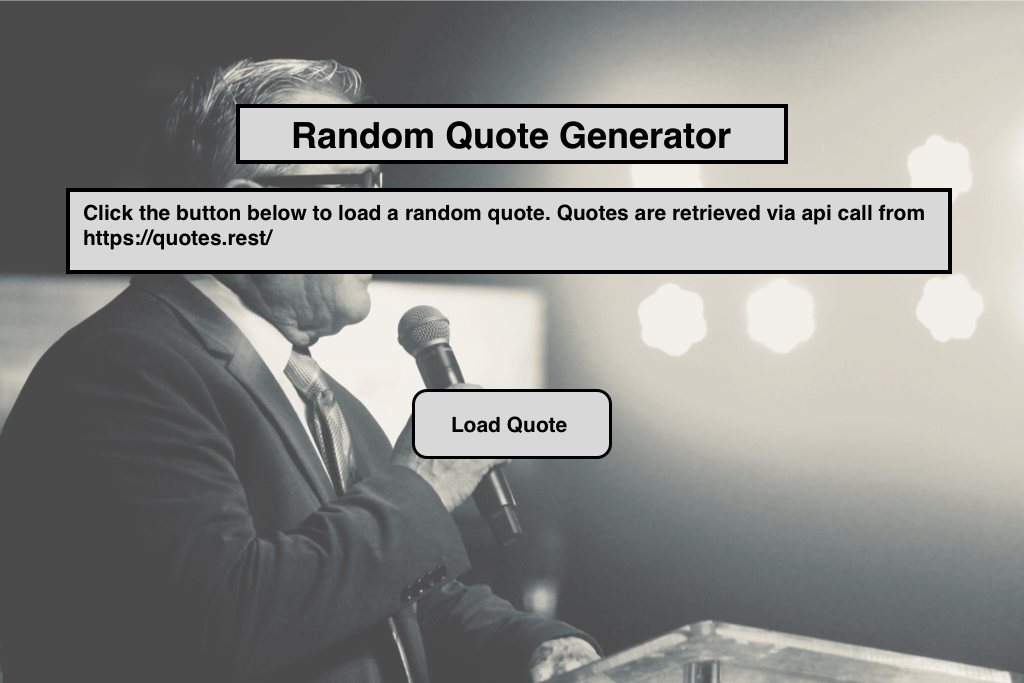 Random Quote Generator
Click the button below to load a random quote. Quotes are retrieved via api call from
https://quotes.rest/
Load Quote